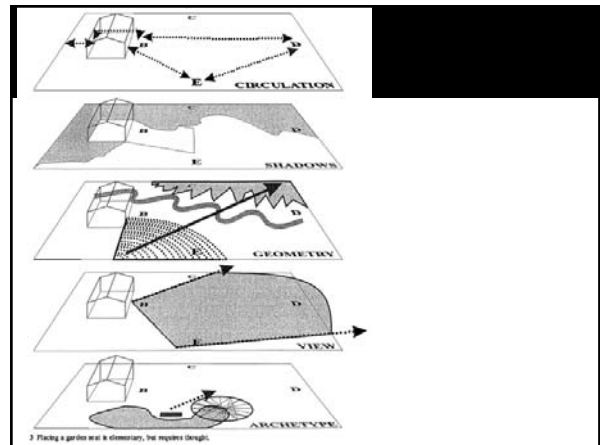 C
B D
E
CIRCULATION
C
B D
E
SHADOWS
B D
E
GEOMETRY
C
B D
E
VIEW
C
B D
ARCHETYPE
3 Placing a garden seat is elementary, but requires thought.